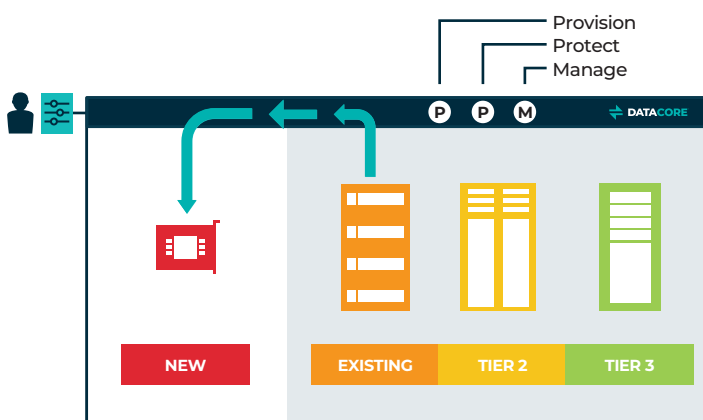 Provision
Protect
Manage
P P M DATACORE
NEW EXISTING TIER 2 TIER 3